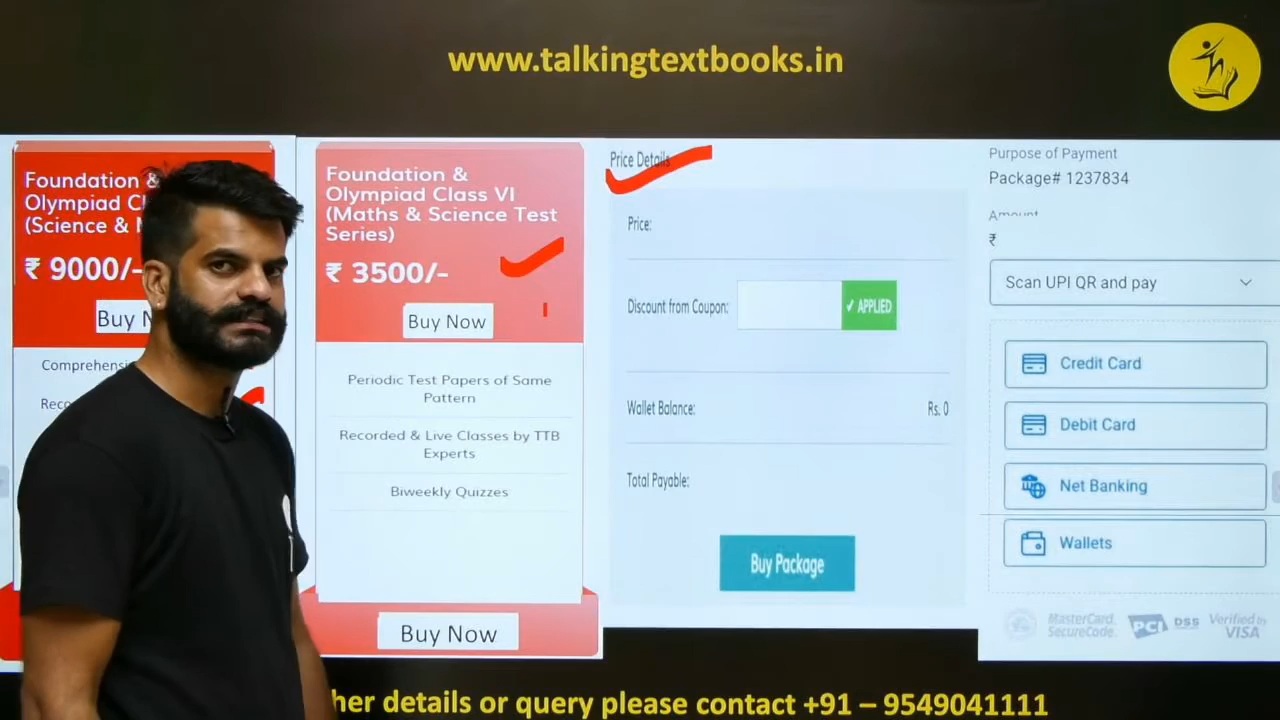 www.talkingtextbooks.in
Foundation &
Olympiad
(Science &
₹ 9000/-
Buy
Foundation &
Olympiad Class VI
(Maths & Science Test
Series)
₹ 3500/-
Buy Now
Periodic Test Papers of Same
Pattern
Recorded & Live Classes by TTB
Experts
Biweekly Quizzes
Buy Now
Price Details
Price:
Discount from Coupon:
✓ APPLIED
Wallet Balance:
Rs. 0
Total Payable:
Buy Package
Purpose of Payment
Package# 1237834
Amount
₹
Scan UPI QR and pay
Credit Card
Debit Card
Net Banking
Wallets
MasterCard.
SecureCode.
PCI DSS
Verified by
VISA
details or query please contact +91 – 9549041111